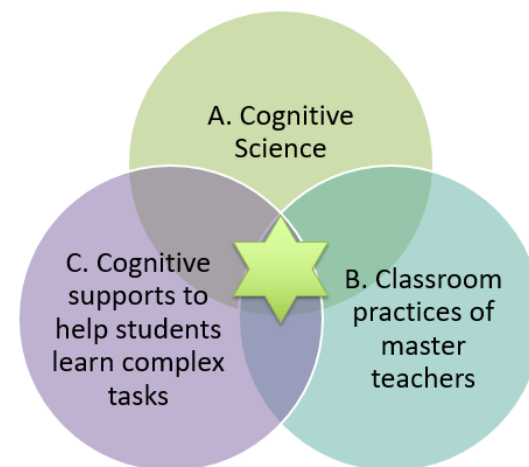 A. Cognitive
Science
C. Cognitive
supports to
help students
learn complex
tasks
B. Classroom
practices of
master
teachers